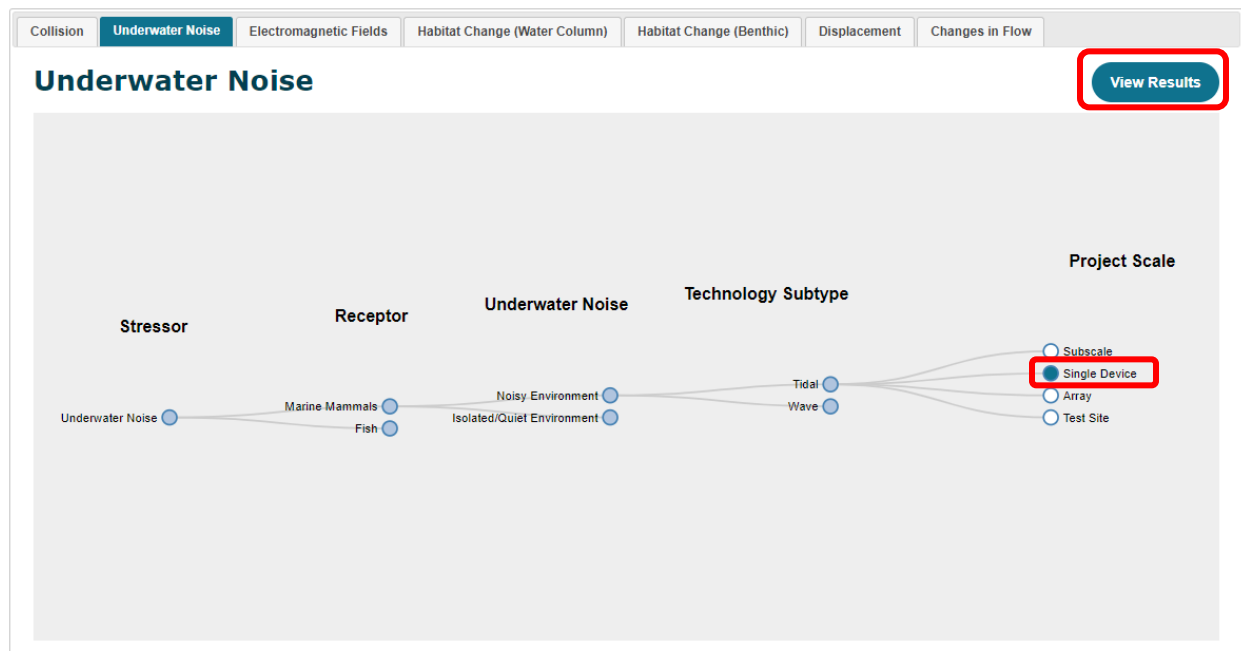 Collision Underwater Noise Electromagnetic Fields Habitat Change (Water Column) Habitat Change (Benthic) Displacement Changes in Flow
Underwater Noise
View Results
Stressor
Receptor
Underwater Noise
Technology Subtype
Project Scale
Underwater Noise
Marine Mammals
Fish
Noisy Environment
Isolated/Quiet Environment
Tidal
Wave
Subscale
Single Device
Array
Test Site